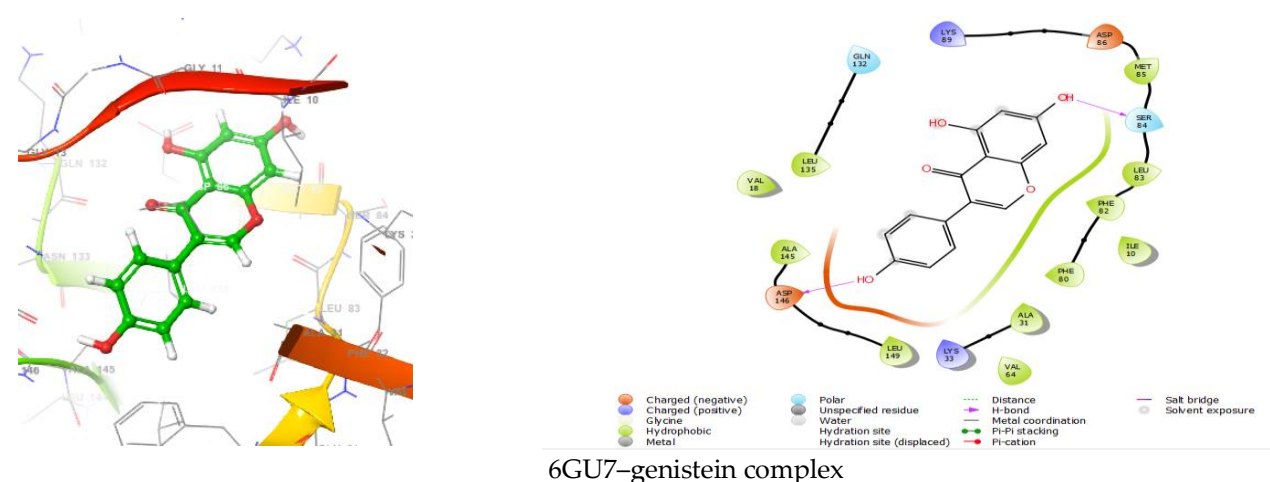 GLY 11
ILE 10
GLN 132
ASN 133
LEU 83
145
146
LYS
89
ASP
86
GLN
132
MET
85
OH
SER
84
HO
LEU
135
VAL
18
O
LEU
83
O
PHE
82
ILE
10
ALA
145
PHE
80
HO
ASP
146
ALA
31
LEU
149
LYS
33
VAL
64
Charged (negative)
Charged (positive)
Glycine
Hydrophobic
Metal
Polar
Unspecified residue
Water
Hydration site
Hydration site (displaced)
Distance
H-bond
Metal coordination
Pi-Pi stacking
Pi-cation
Salt bridge
Solvent exposure
6GU7–genistein complex